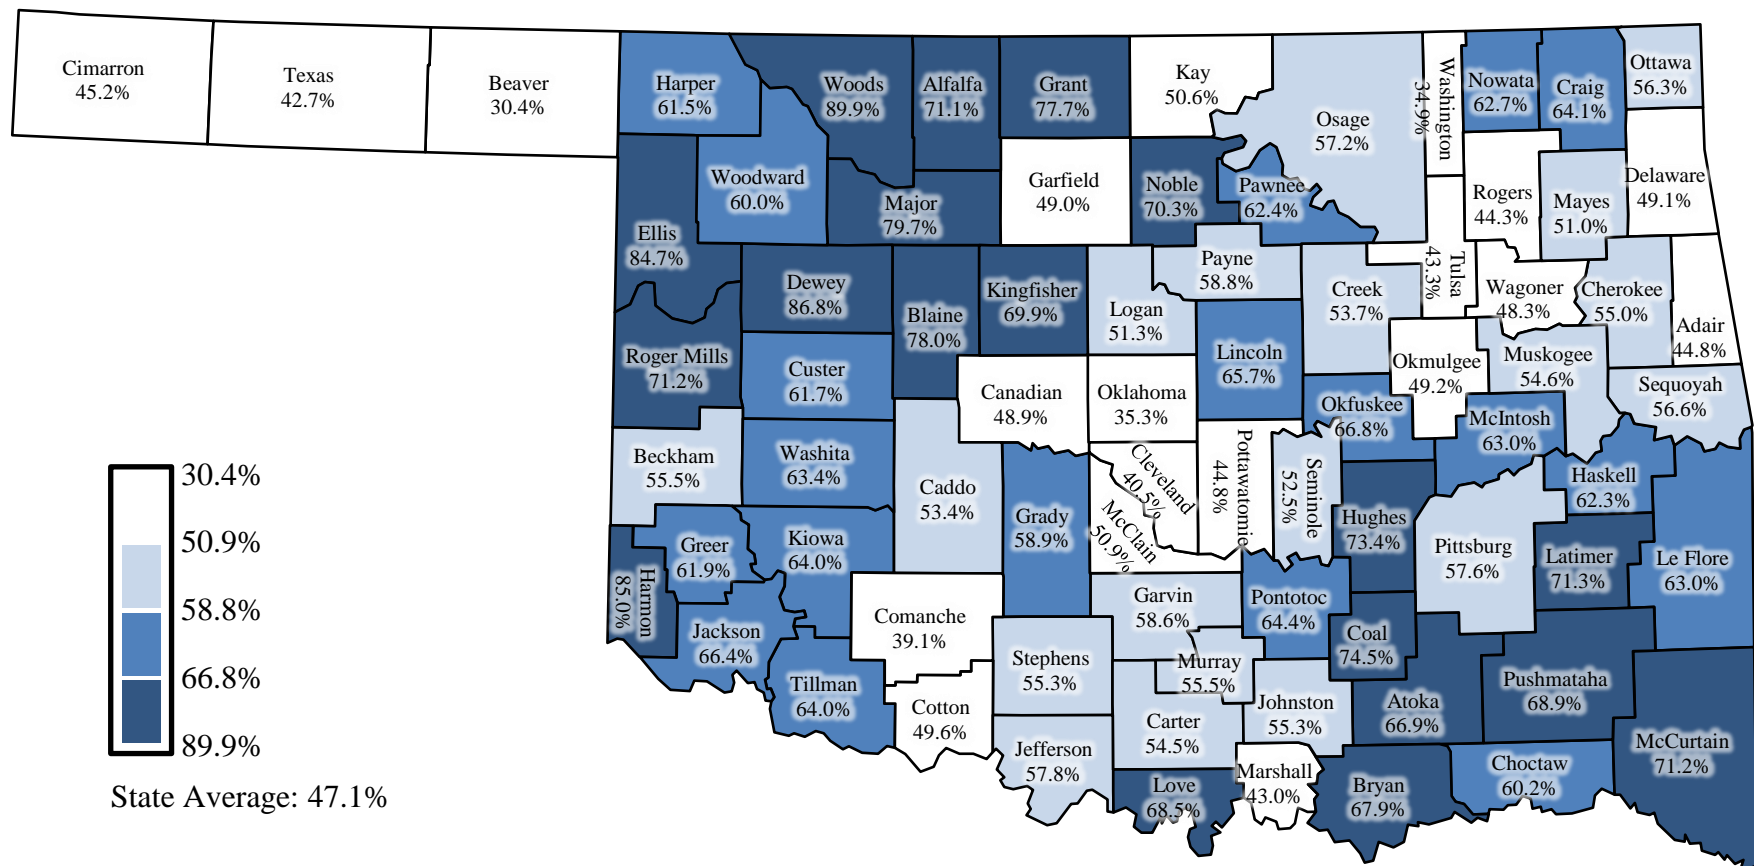 Cimarron
45.2%
Texas
42.7%
Beaver
30.4%
Harper
61.5%
Woods
89.9%
Alfalfa
71.1%
Grant
77.7%
Kay
50.6%
Osage
57.2%
Washington
34.9%
Nowata
62.7%
Craig
64.1%
Ottawa
56.3%
Woodward
60.0%
Major
79.7%
Garfield
49.0%
Noble
70.3%
Pawnee
62.4%
Rogers
44.3%
Mayes
51.0%
Delaware
49.1%
Ellis
84.7%
Dewey
86.8%
Blaine
78.0%
Kingfisher
69.9%
Logan
51.3%
Payne
58.8%
Creek
53.7%
Tulsa
43.3%
Wagoner
48.3%
Cherokee
55.0%
Adair
44.8%
Roger Mills
71.2%
Custer
61.7%
Canadian
48.9%
Oklahoma
35.3%
Lincoln
65.7%
Okfuskee
66.8%
Okmulgee
49.2%
Muskogee
54.6%
McIntosh
63.0%
Sequoyah
56.6%
Beckham
55.5%
Washita
63.4%
Caddo
53.4%
Grady
58.9%
Cleveland
40.5%
McClain
50.9%
Pottawatomie
44.8%
Seminole
52.5%
Hughes
73.4%
Pittsburg
57.6%
Haskell
62.3%
Latimer
71.3%
Le Flore
63.0%
Harmon
85.0%
Greer
61.9%
Kiowa
64.0%
Jackson
66.4%
Tillman
64.0%
Comanche
39.1%
Cotton
49.6%
Stephens
55.3%
Jefferson
57.8%
Garvin
58.6%
Murray
55.5%
Carter
54.5%
Love
68.5%
Pontotoc
64.4%
Johnston
55.3%
Marshall
43.0%
Coal
74.5%
Atoka
66.9%
Bryan
67.9%
Pushmataha
68.9%
Choctaw
60.2%
McCurtain
71.2%
30.4%
50.9%
58.8%
66.8%
89.9%
State Average: 47.1%